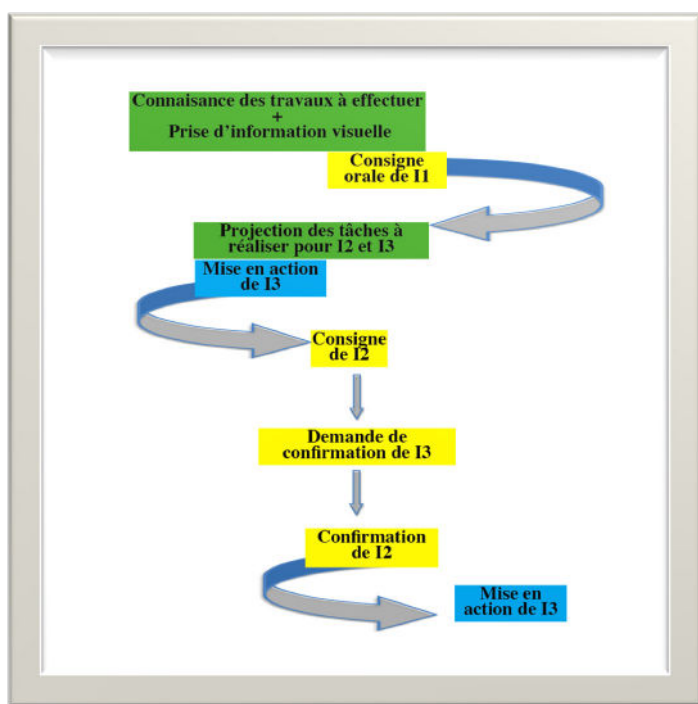 Connaisance des travaux à effectuer
+
Prise d'information visuelle
Consigne
orale de I1
Projection des tâches à
réaliser pour I2 et I3
Mise en action
de I3
Consigne
de I2
Demande de
confirmation de I3
Confirmation
de I2
Mise en
action de I3